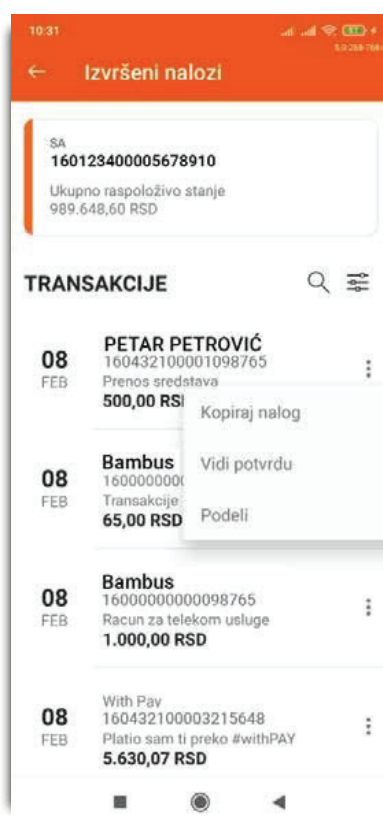 10:31
Izvršeni nalozi
SA
160123400005678910
Ukupno raspoloživo stanje
989.648,60 RSD
TRANSAKCIJE
08
FEB
PETAR PETROVIĆ
160432100001098765
Prenos sredstava
500,00 RS
Kopiraj nalog
Vidi potvrdu
Podeli
08
FEB
Bambus
160000000
Transakcije
65,00 RSD
08
FEB
Bambus
16000000000098765
Racun za telekom usluge
1.000,00 RSD
08
FEB
With Pay
160432100003215648
Platio sam ti preko #withPAY
5.630,07 RSD